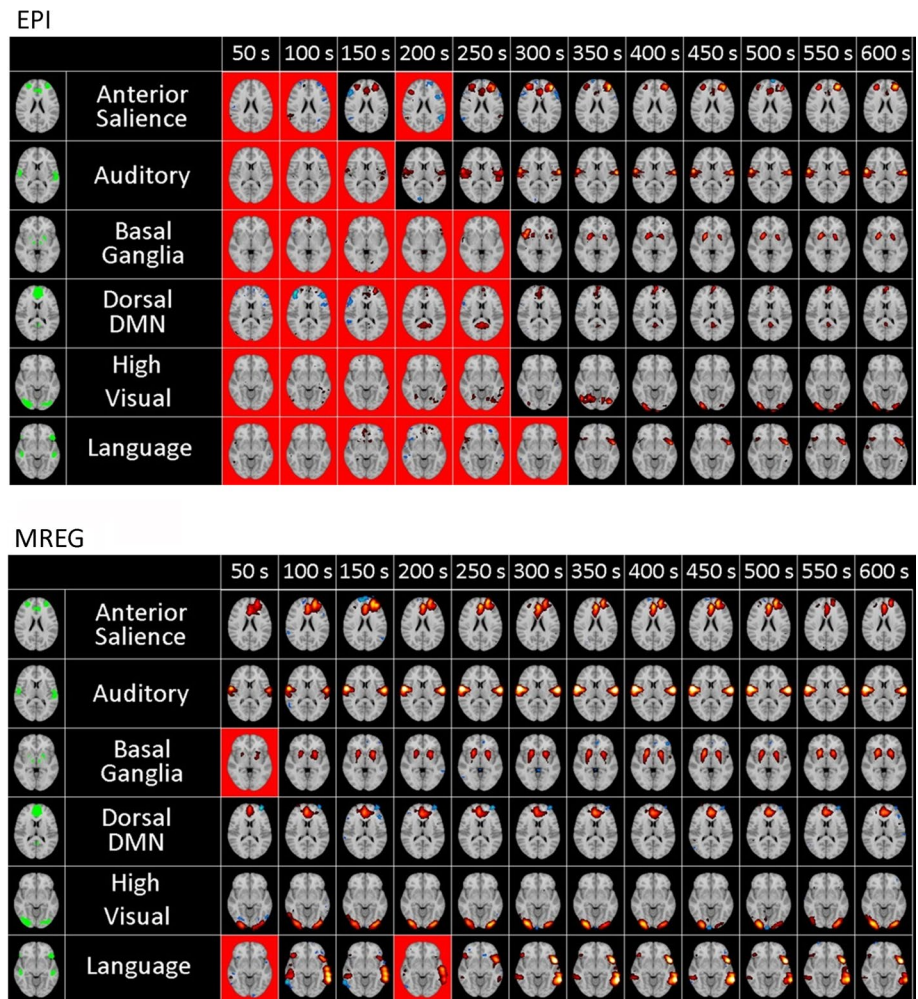 EPI
50 s 100 s 150 s 200 s 250 s 300 s 350 s 400 s 450 s 500 s 550 s 600 s
Anterior
Salience
Auditory
Basal
Ganglia
Dorsal
DMN
High
Visual
Language
MREG
50 s 100 s 150 s 200 s 250 s 300 s 350 s 400 s 450 s 500 s 550 s 600 s
Anterior
Salience
Auditory
Basal
Ganglia
Dorsal
DMN
High
Visual
Language